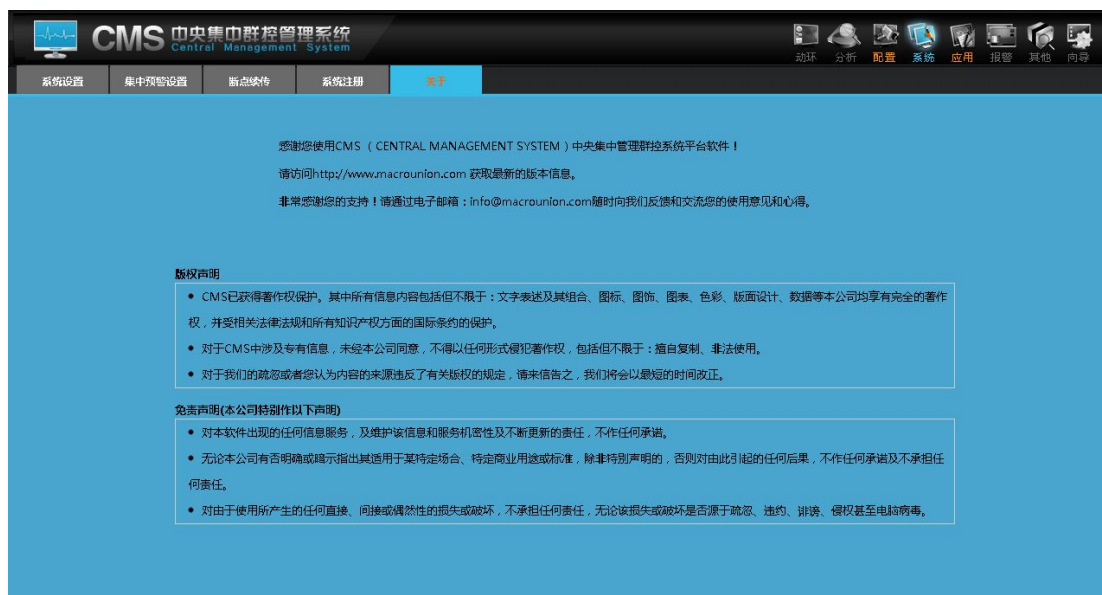 CMS 中央集中群控管理系统
Central Management System
动环 分析 配置 系统 应用 报警 其他 向导
系统设置 集中预警设置 断点续传 系统注册 关于
感谢您使用CMS （ CENTRAL MANAGEMENT SYSTEM ）中央集中管理群控系统平台软件！
请访问http://www.macrounion.com 获取最新的版本信息。
非常感谢您的支持！请通过电子邮箱：info@macrounion.com随时向我们反馈和交流您的使用意见和心得。
版权声明
• CMS已获得著作权保护。其中所有信息内容包括但不限于：文字表述及其组合、图标、图饰、图表、色彩、版面设计、数据等本公司均享有完全的著作
权，并受相关法律法规和所有知识产权方面的国际条约的保护。
• 对于CMS中涉及专有信息，未经本公司同意，不得以任何形式侵犯著作权，包括但不限于：擅自复制、非法使用。
• 对于我们的疏忽或者您认为内容的来源违反了有关版权的规定，请来信告之，我们将会以最短的时间改正。
免责声明(本公司特别作以下声明)
• 对本软件出现的任何信息服务，及维护该信息和服务机密性及不断更新的责任，不作任何承诺。
• 无论本公司有否明确或暗示指出其适用于某特定场合、特定商业用途或标准，除非特别声明的，否则对由此引起的任何后果，不作任何承诺及不承担任
何责任。
• 对由于使用所产生的任何直接、间接或偶然性的损失或破坏，不承担任何责任，无论该损失或破坏是否源于疏忽、违约、诽谤、侵权甚至电脑病毒。